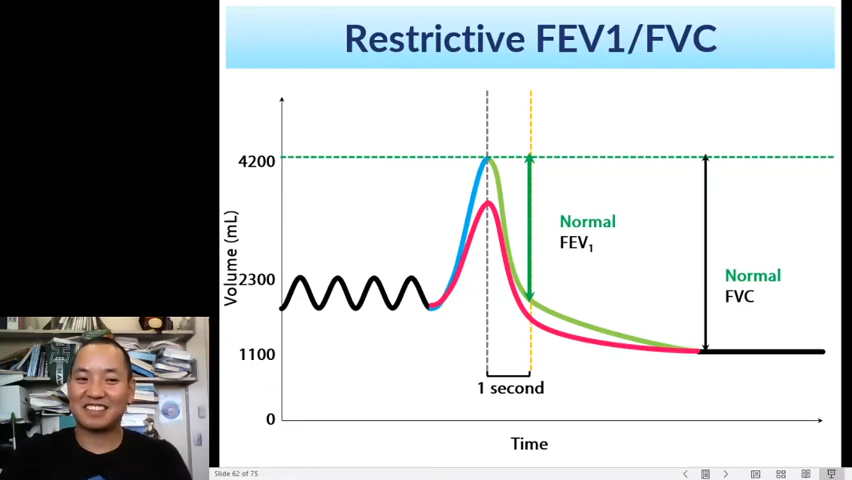 Restrictive FEV1/FVC
4200
Normal
FEV1
Volume (mL)
2300
Normal
FVC
1100
1 second
0
Time
Slide 62 of 75